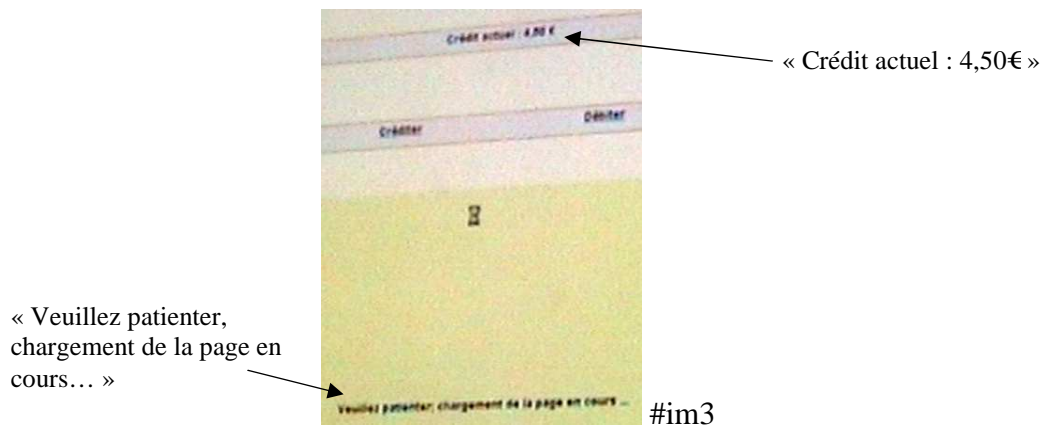 Crédit actuel : 4,50 €
« Crédit actuel : 4,50€ »
Créditer Débiter
« Veuillez patienter,
chargement de la page en
cours… »
Veuillez patienter, chargement de la page en cours ...
#im3